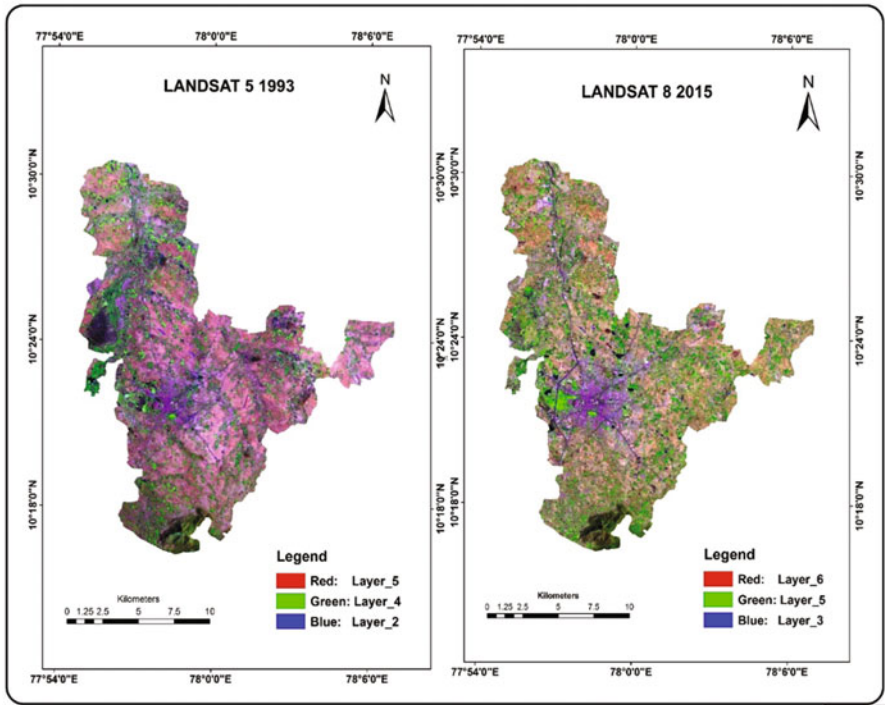 77°54'0"E 78°0'0"E 78°6'0"E
LANDSAT 5 1993
N
10°30'0"N 10°30'0"N
10°24'0"N 10°24'0"N
10°18'0"N 10°18'0"N
Legend
Red: Layer_5
Green: Layer_4
Blue: Layer_2
Kilometers
0 1.25 2.5 5 7.5 10
77°54'0"E 78°0'0"E 78°6'0"E
77°54'0"E 78°0'0"E 78°6'0"E
LANDSAT 8 2015
N
10°30'0"N 10°30'0"N
10°24'0"N 10°24'0"N
10°18'0"N 10°18'0"N
Legend
Red: Layer_6
Green: Layer_5
Blue: Layer_3
Kilometers
0 1.25 2.5 5 7.5 10
77°54'0"E 78°0'0"E 78°6'0"E